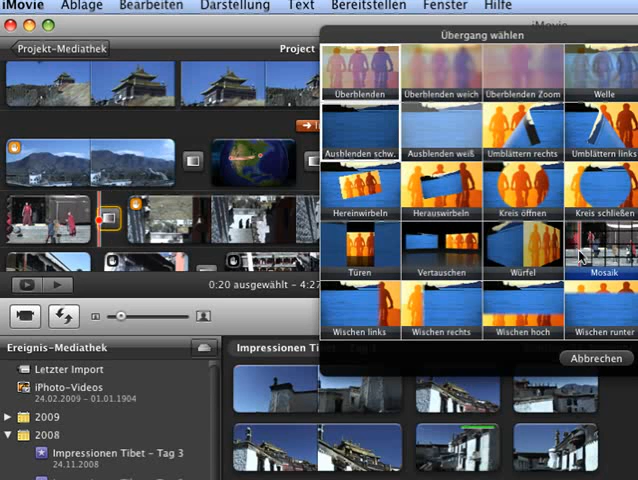 iMovie Ablage Bearbeiten Darstellung Text Bereitstellen Fenster Hilfe
Projekt-Mediathek
Project
Übergang wählen
Überblenden
Überblenden weich
Überblenden Zoom
Welle
Ausblenden schw.
Ausblenden weiß
Umblättern rechts
Umblättern links
Hereinwirbeln
Herauswirbeln
Kreis öffnen
Kreis schließen
Türen
Vertauschen
Würfel
Mosaik
Wischen links
Wischen rechts
Wischen hoch
Wischen runter
Abbrechen
0:20 ausgewählt – 4:27
Ereignis-Mediathek
Letzter Import
iPhoto-Videos
24.02.2009 – 01.01.1904
2009
2008
Impressionen Tibet – Tag 3
24.11.2008
Impressionen Tibet – Tag